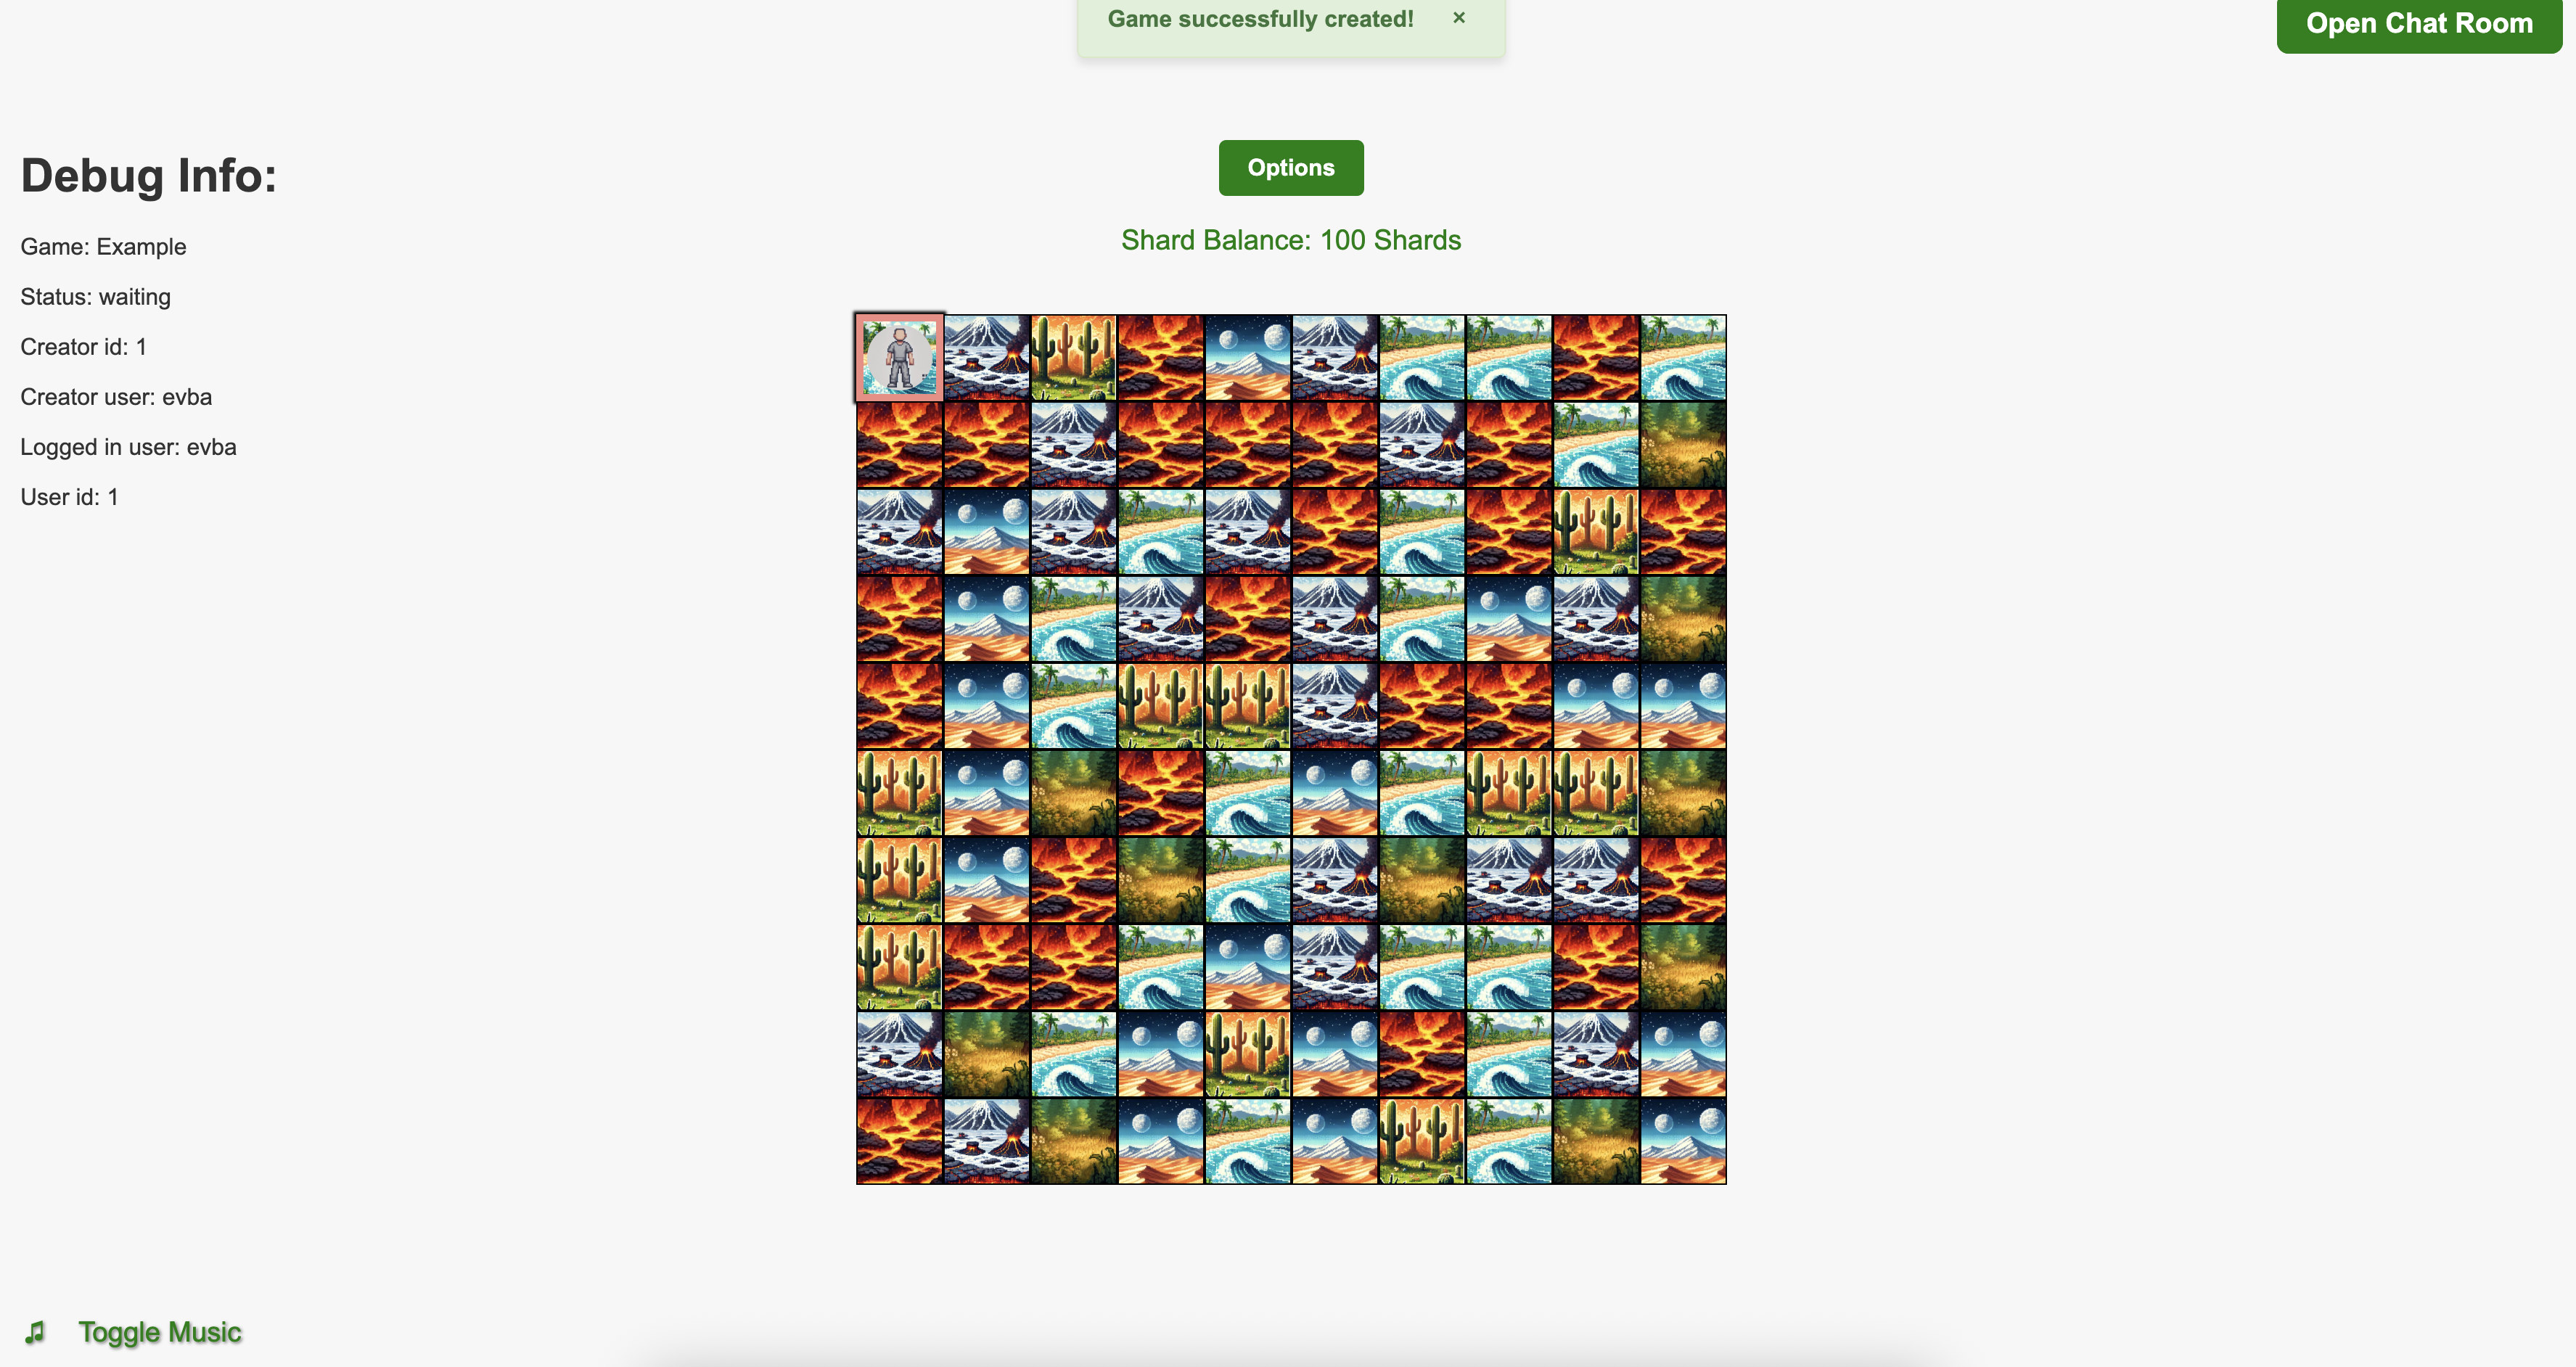 Game successfully created! ×
Open Chat Room
Debug Info:
Game: Example
Status: waiting
Creator id: 1
Creator user: evba
Logged in user: evba
User id: 1
Options
Shard Balance: 100 Shards
Toggle Music